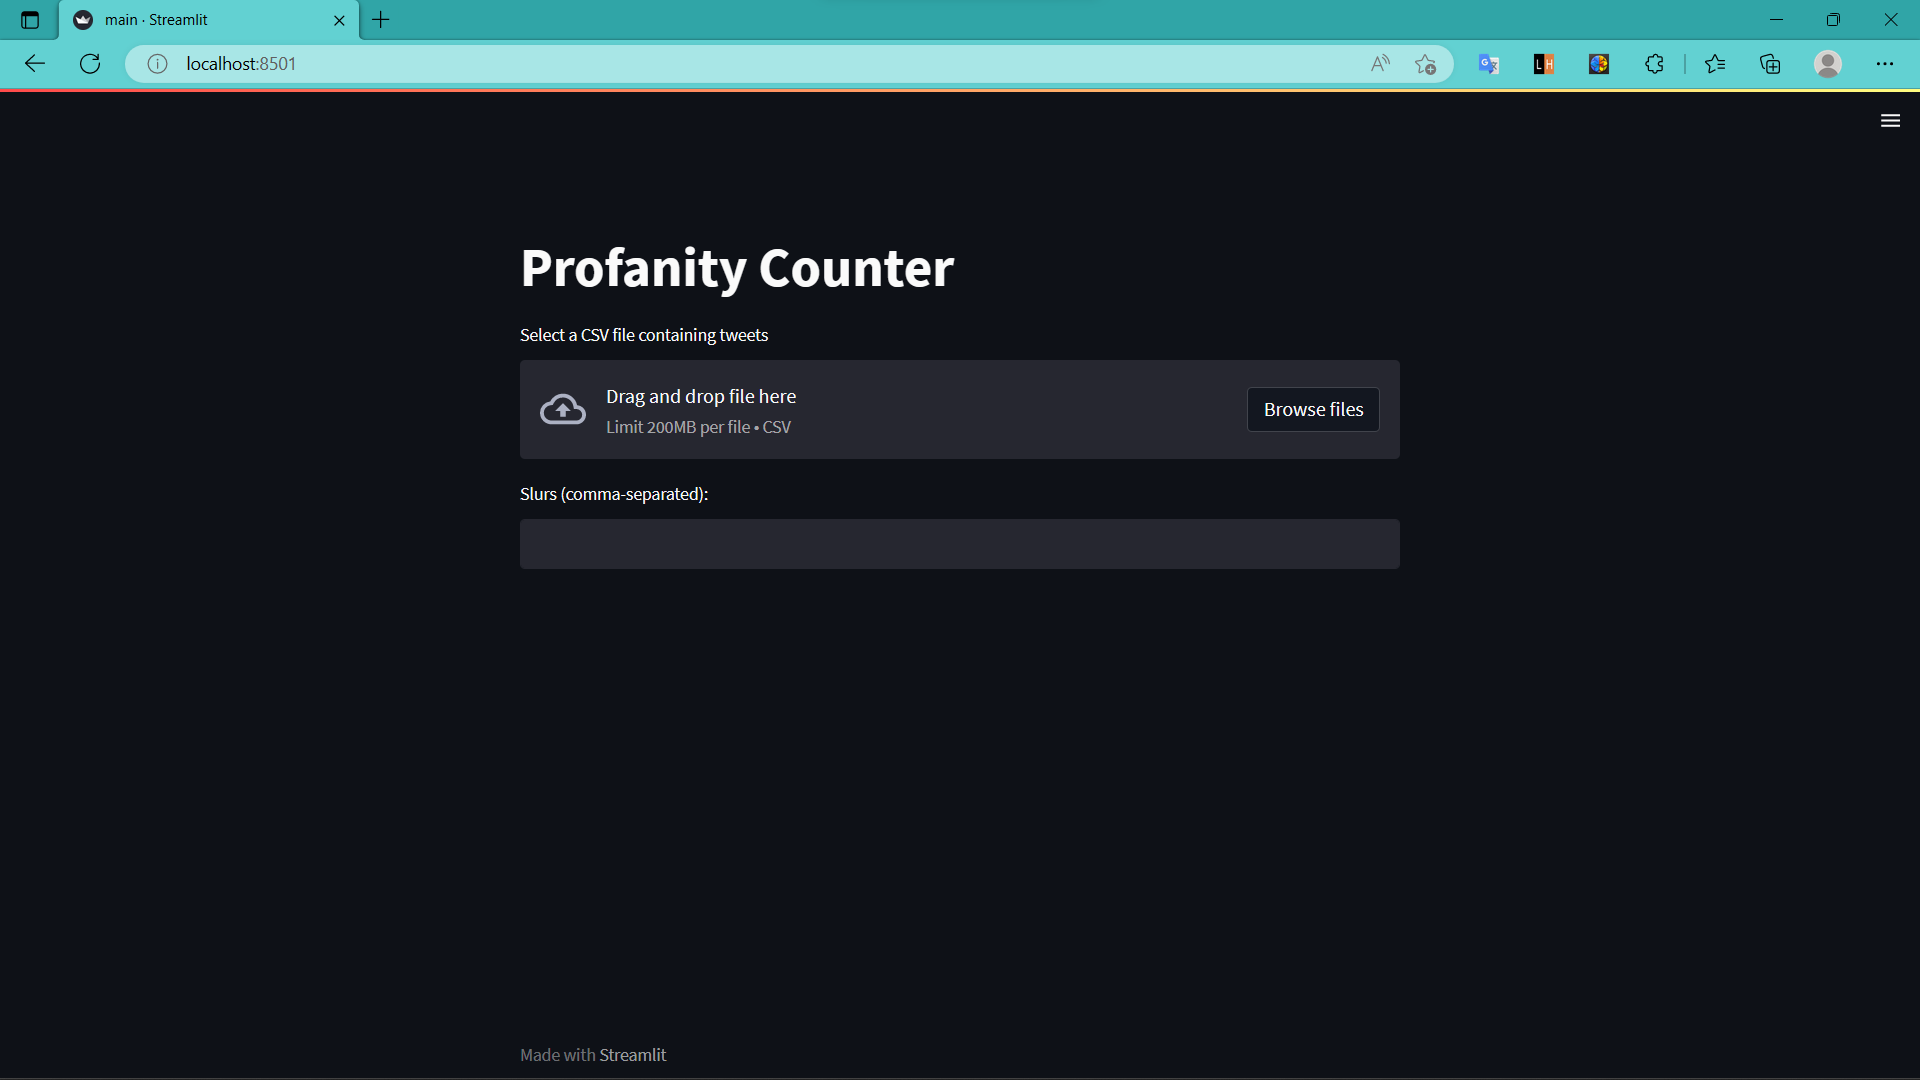 main · Streamlit
localhost:8501
Profanity Counter
Select a CSV file containing tweets
Drag and drop file here
Limit 200MB per file • CSV
Browse files
Slurs (comma-separated):
Made with Streamlit